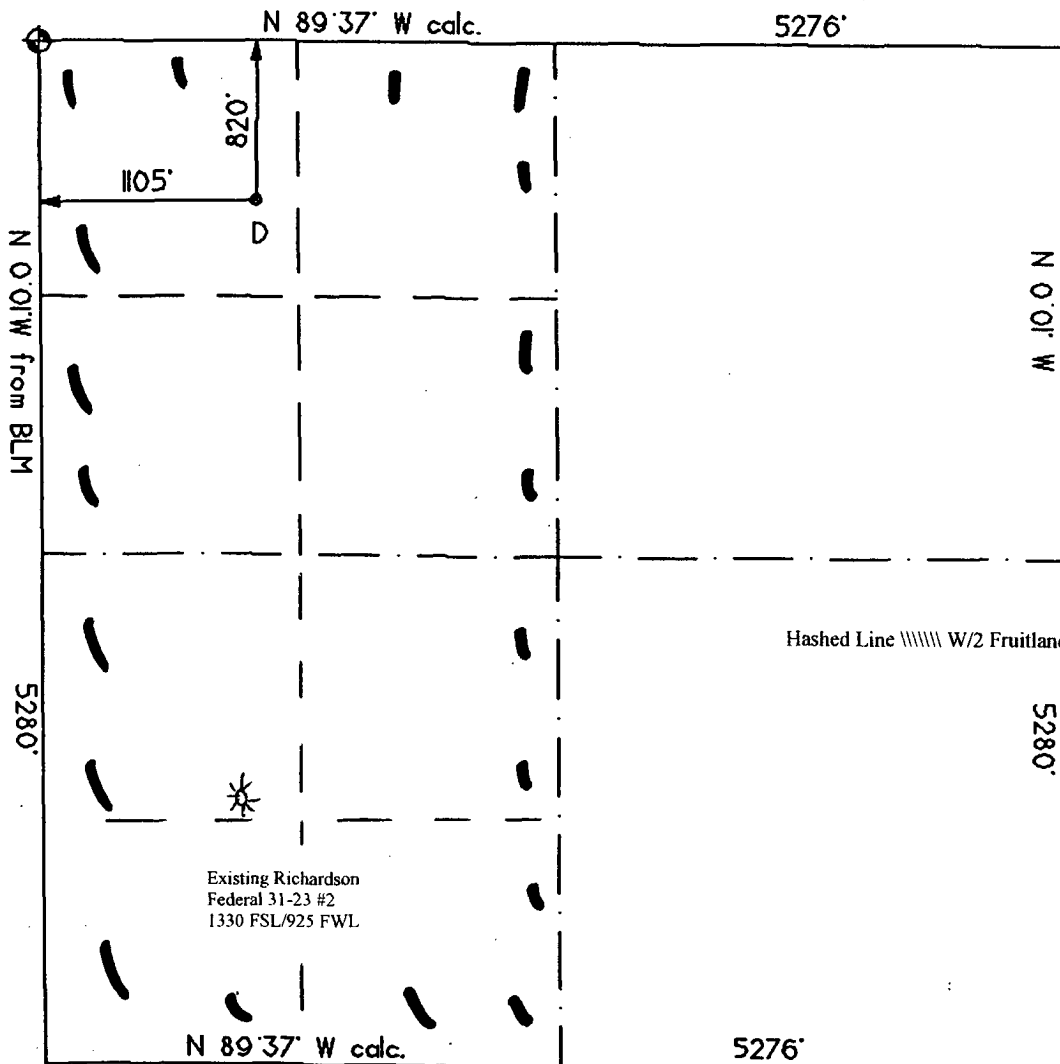 N 89°37' W calc.
5276'
820'
1105'
D
N 0°01'W from BLM
N 0°01' W
Hashed Line \\\\\\\ W/2 Fruitland
5280'
5280'
Existing Richardson
Federal 31-23 #2
1330 FSL/925 FWL
N 89°37' W calc.
5276'